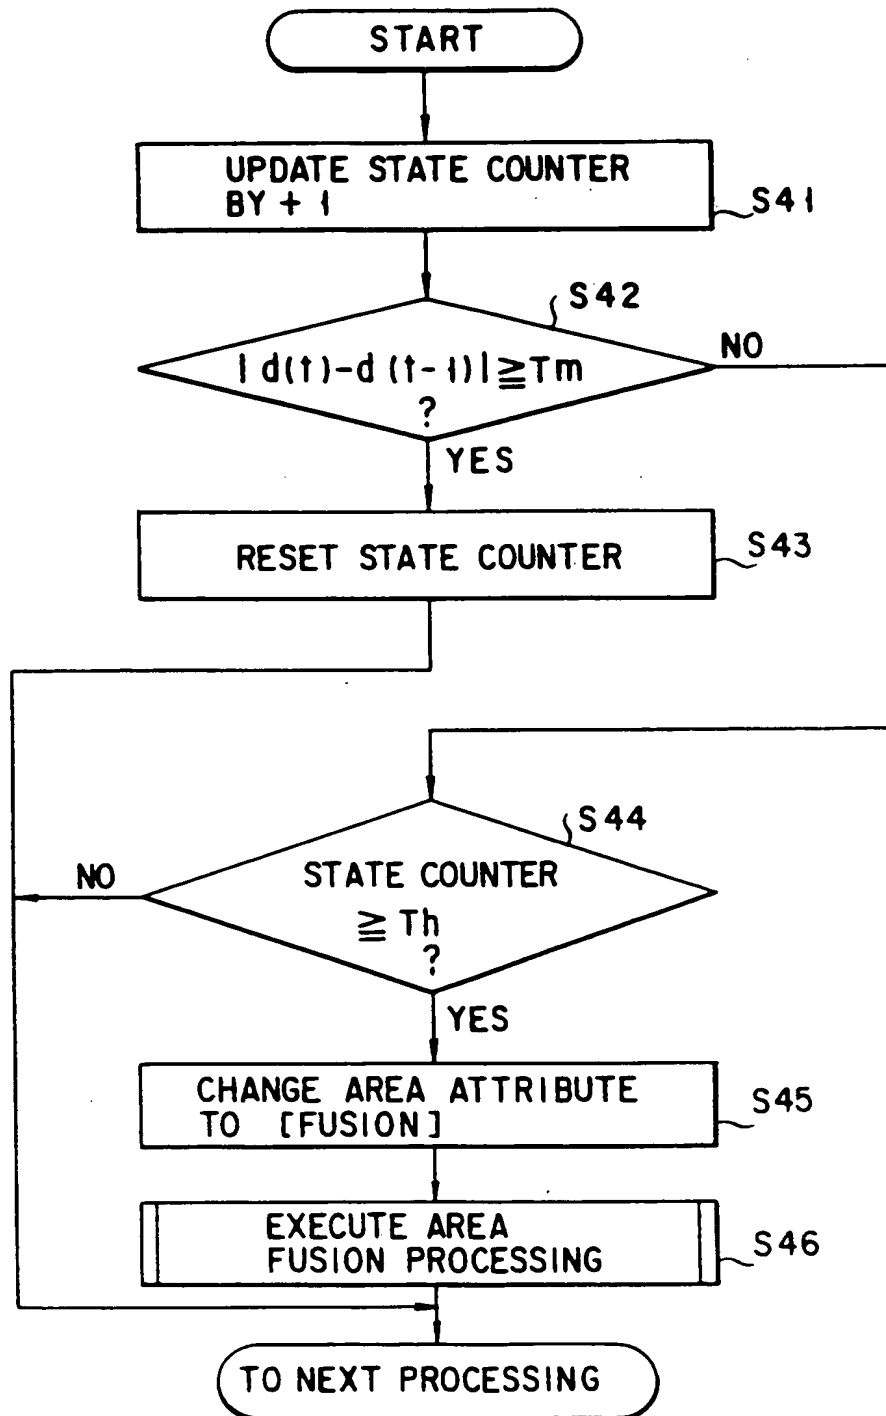 START
UPDATE STATE COUNTER
BY + 1
S41
S42
| d(t)-d (t-1)| ≧ Tm
?
NO
YES
RESET STATE COUNTER
S43
S44
STATE COUNTER
≧ Th
?
NO
YES
CHANGE AREA ATTRIBUTE
TO [FUSION]
S45
EXECUTE AREA
FUSION PROCESSING
S46
TO NEXT PROCESSING